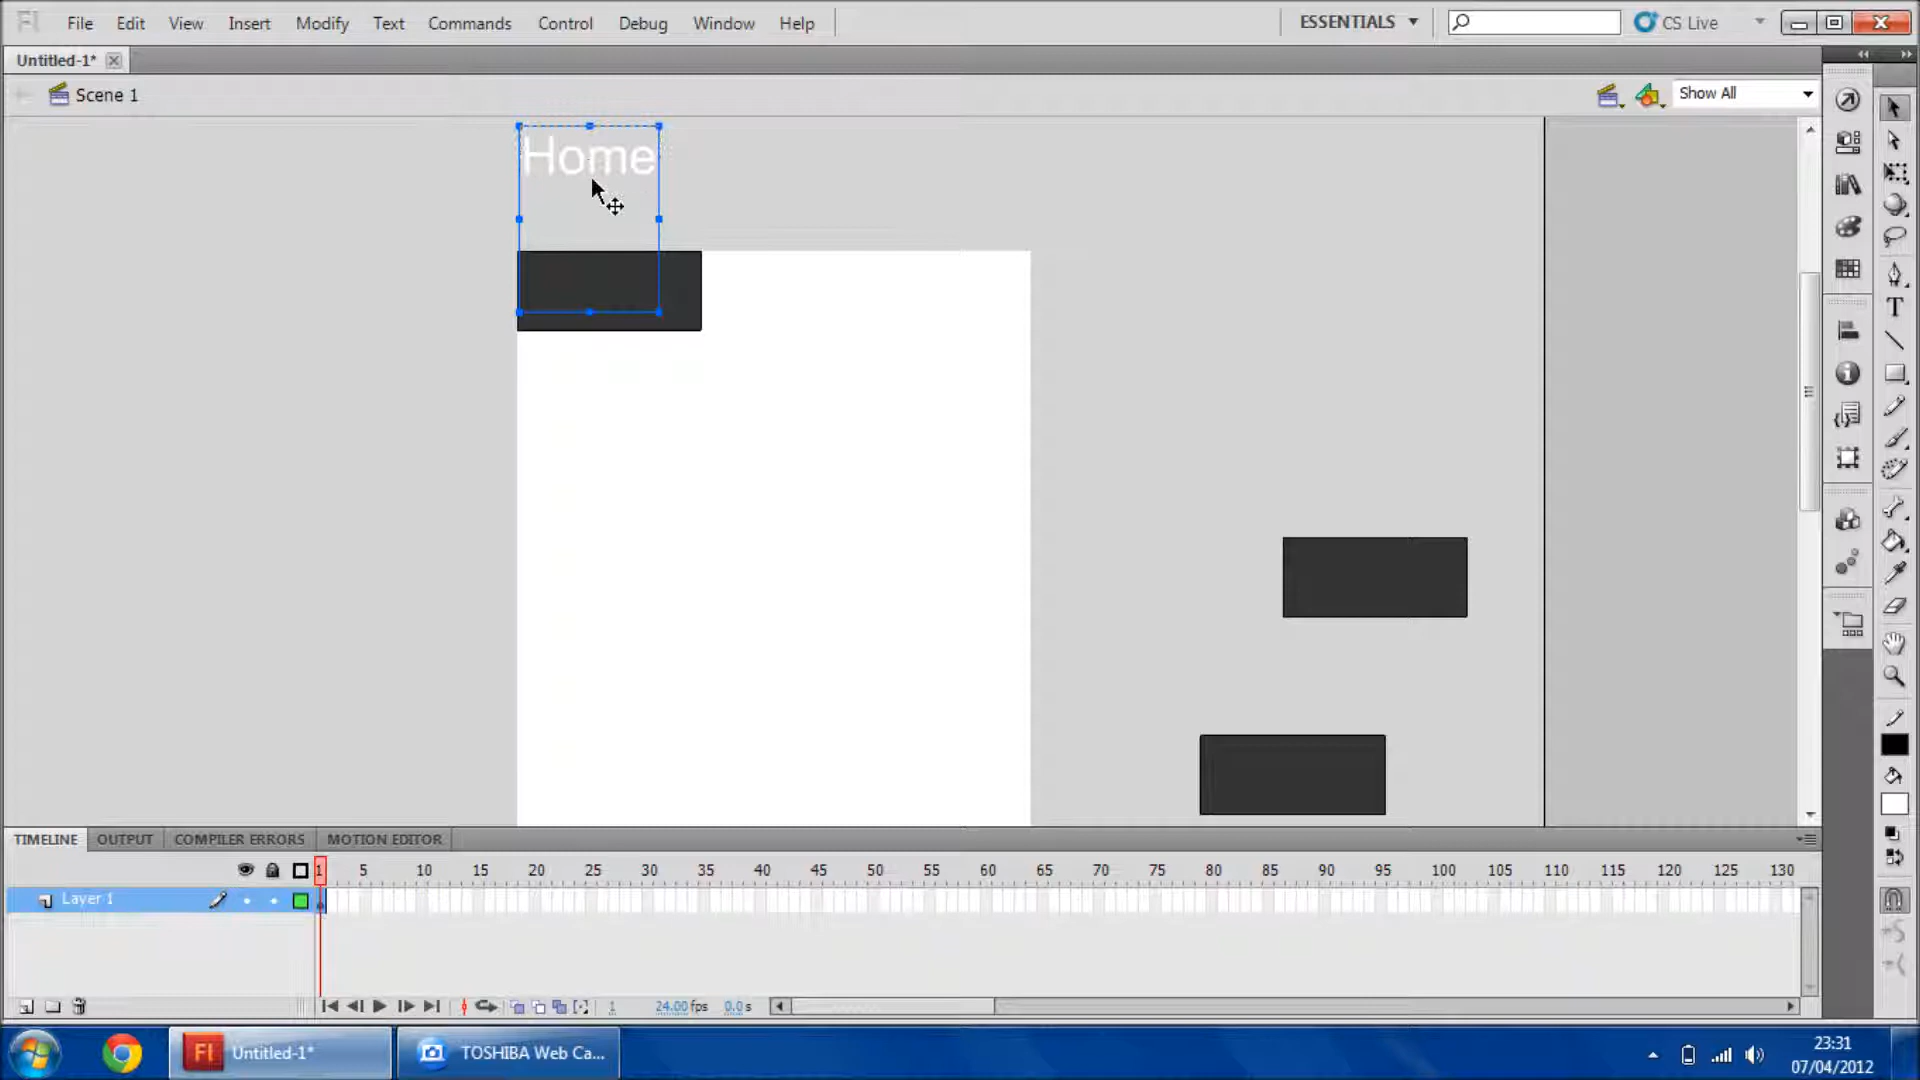 Fl File Edit View Insert Modify Text Commands Control Debug Window Help ESSENTIALS CS Live
Untitled-1*
Scene 1 Show All
Home
TIMELINE OUTPUT COMPILER ERRORS MOTION EDITOR
1 5 10 15 20 25 30 35 40 45 50 55 60 65 70 75 80 85 90 95 100 105 110 115 120 125 130
Layer 1
1 24.00 fps 0.0 s
Fl Untitled-1* TOSHIBA Web Ca... 23:31
07/04/2012